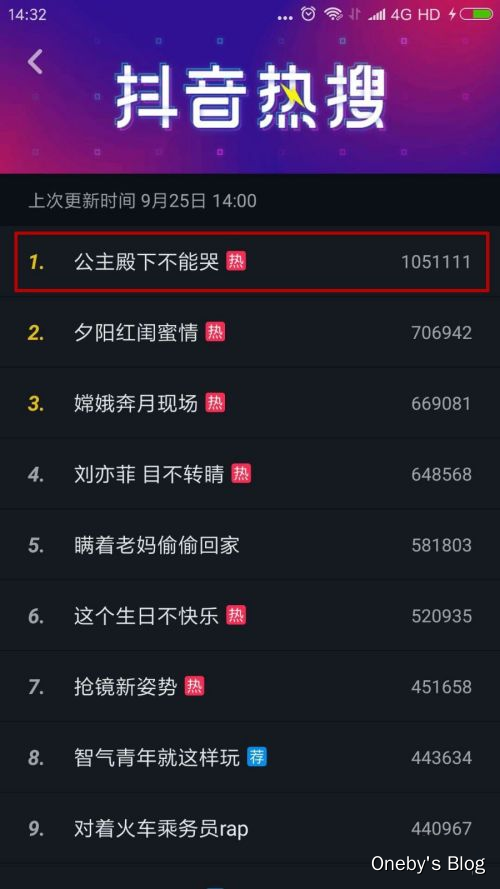 14:32 ... 4G HD
抖音热搜
上次更新时间 9月25日 14:00
1. 公主殿下不能哭 热 1051111
2. 夕阳红闺蜜情 热 706942
3. 嫦娥奔月现场 热 669081
4. 刘亦菲 目不转睛 热 648568
5. 瞒着老妈偷偷回家 581803
6. 这个生日不快乐 热 520935
7. 抢镜新姿势 热 451658
8. 智气青年就这样玩 荐 443634
9. 对着火车乘务员rap 440967
Oneby's Blog